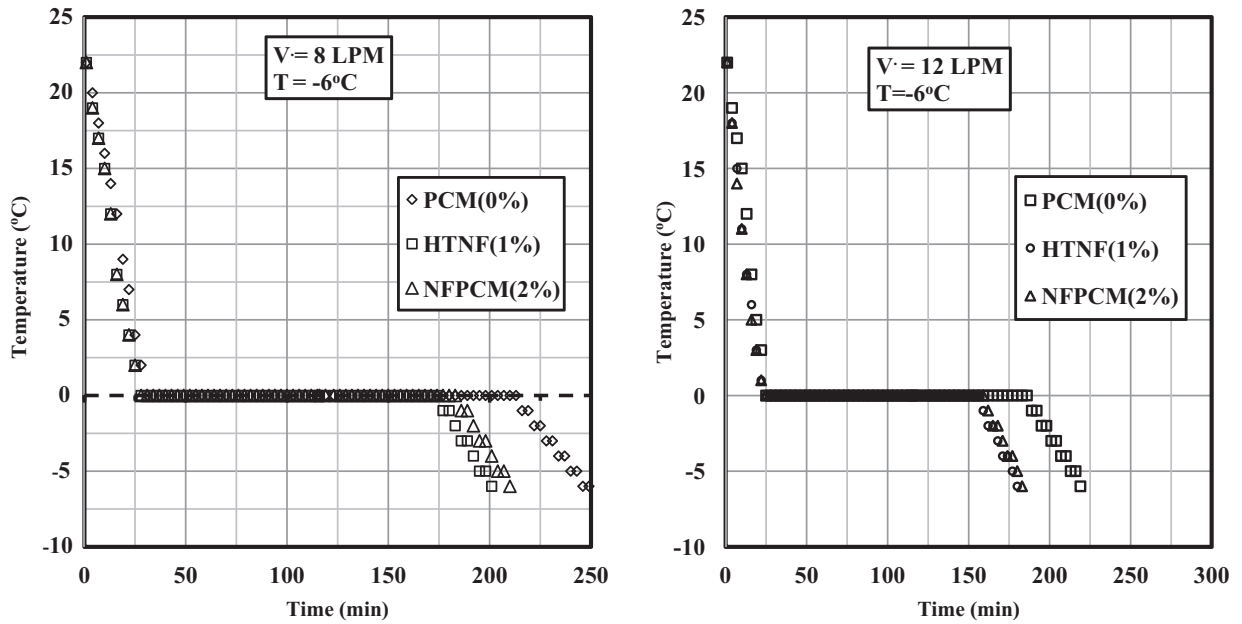 25
20
15
10
5
0
-5
-10
Temperature (ºC)
V·= 8 LPM
T = -6ºC
PCM(0%)
HTNF(1%)
NFPCM(2%)
0 50 100 150 200 250
Time (min)
25
20
15
10
5
0
-5
-10
Temperature (ºC)
V· = 12 LPM
T=-6ºC
PCM(0%)
HTNF(1%)
NFPCM(2%)
0 50 100 150 200 250 300
Time (min)